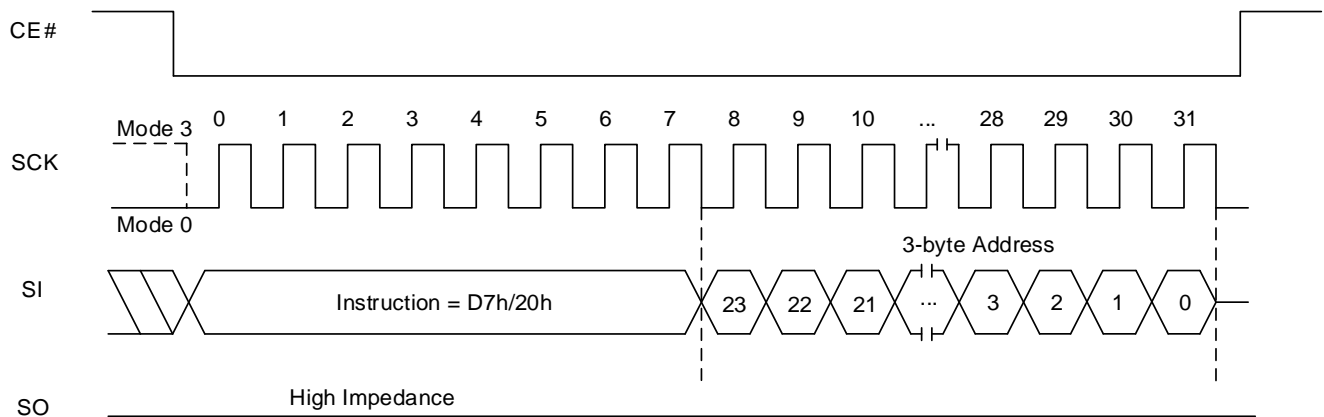 CE#
0 1 2 3 4 5 6 7 8 9 10 ... 28 29 30 31
Mode 3
SCK
Mode 0
3-byte Address
SI
Instruction = D7h/20h 23 22 21 ... 3 2 1 0
High Impedance
SO